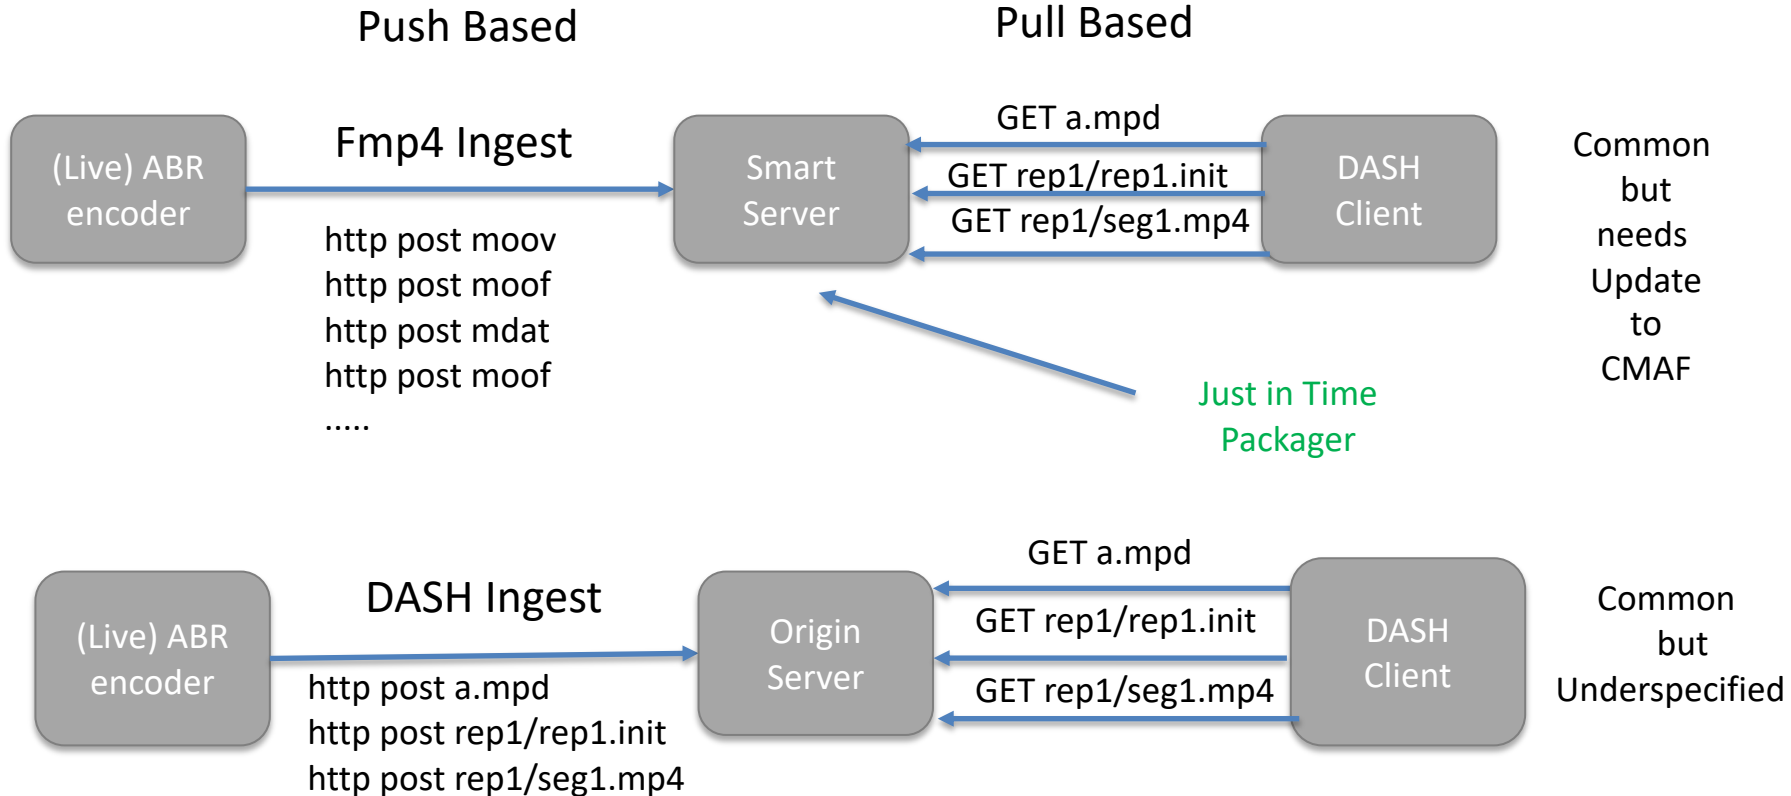 Push Based
Pull Based
(Live) ABR
encoder
Fmp4 Ingest
http post moov
http post moof
http post mdat
http post moof
.....
Smart
Server
GET a.mpd
GET rep1/rep1.init
GET rep1/seg1.mp4
DASH
Client
Common
but
needs
Update
to
CMAF
Just in Time
Packager
(Live) ABR
encoder
DASH Ingest
http post a.mpd
http post rep1/rep1.init
http post rep1/seg1.mp4
Origin
Server
GET a.mpd
GET rep1/rep1.init
GET rep1/seg1.mp4
DASH
Client
Common
but
Underspecified